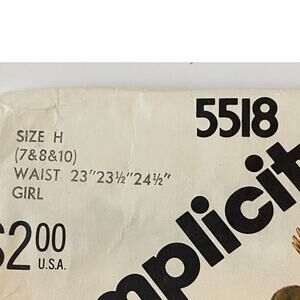 5518
SIZE H
(7&8&10)
WAIST 23"23½"24½"
GIRL
$2.00
U.S.A.
mplicit